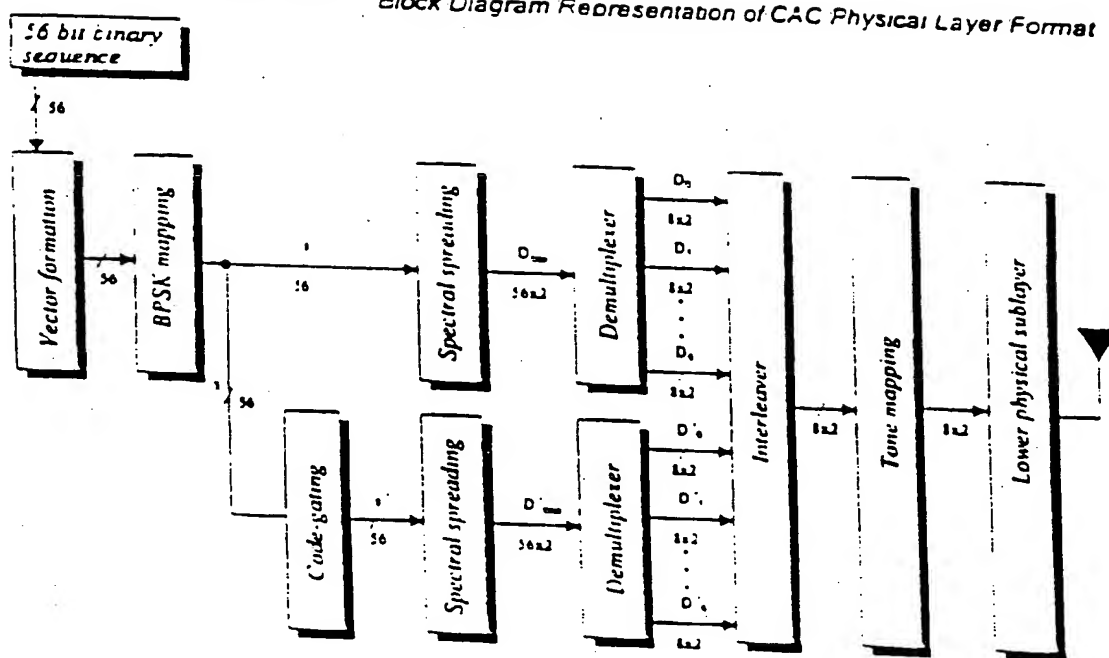 Block Diagram Representation of CAC Physical Layer Format
56 bit binary
sequence
56
Vector formation
56
BPSK mapping
56
Spectral spreading
56x2
Demultiplexer
8x2
8x2
8x2
56
Code-gating
56
Spectral spreading
56x2
Demultiplexer
8x2
8x2
8x2
Interleaver
8x2
Tone mapping
8x2
Lower physical sublayer